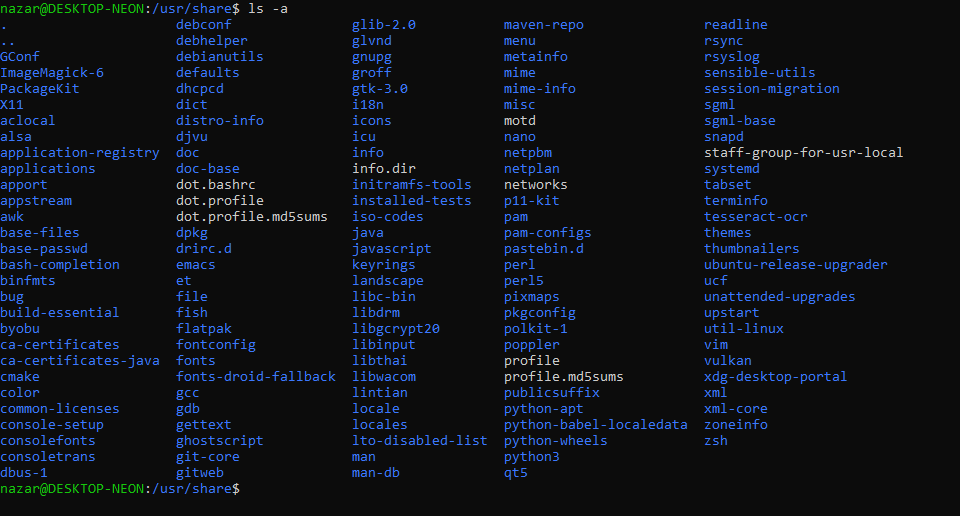 nazar@DESKTOP-NEON:/usr/share$ ls -a
. debconf glib-2.0 maven-repo readline
.. debhelper glvnd menu rsync
GConf debianutils gnupg metainfo rsyslog
ImageMagick-6 defaults groff mime sensible-utils
PackageKit dhcpcd gtk-3.0 mime-info session-migration
X11 dict i18n misc sgml
aclocal distro-info icons motd sgml-base
alsa djvu icu nano snapd
application-registry doc info netpbm staff-group-for-usr-local
applications doc-base info.dir netplan systemd
apport dot.bashrc initramfs-tools networks tabset
appstream dot.profile installed-tests p11-kit terminfo
awk dot.profile.md5sums iso-codes pam tesseract-ocr
base-files dpkg java pam-configs themes
base-passwd drirc.d javascript pastebin.d thumbnailers
bash-completion emacs keyrings perl ubuntu-release-upgrader
binfmts et landscape perl5 ucf
bug file libc-bin pixmaps unattended-upgrades
build-essential fish libdrm pkgconfig upstart
byobu flatpak libgcrypt20 polkit-1 util-linux
ca-certificates fontconfig libinput poppler vim
ca-certificates-java fonts libthai profile vulkan
cmake fonts-droid-fallback libwacom profile.md5sums xdg-desktop-portal
color gcc lintian publicsuffix xml
common-licenses gdb locale python-apt xml-core
console-setup gettext locales python-babel-localedata zoneinfo
consolefonts ghostscript lto-disabled-list python-wheels zsh
consoletrans git-core man python3
dbus-1 gitweb man-db qt5
nazar@DESKTOP-NEON:/usr/share$